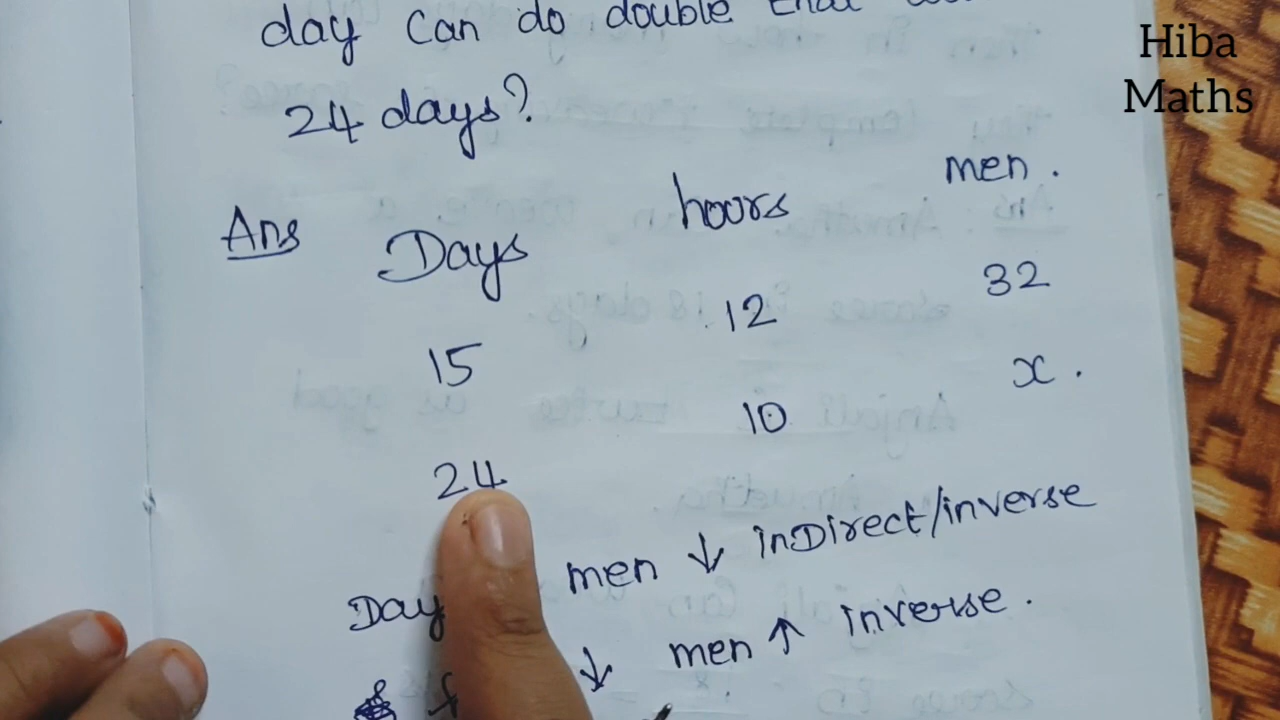 day can do double that
24 days?
Hiba
Maths
Ans Days hours men.
15 12 32
24 10 x.
Day men ↓ inDirect/inverse
↓ men ↑ inverse.